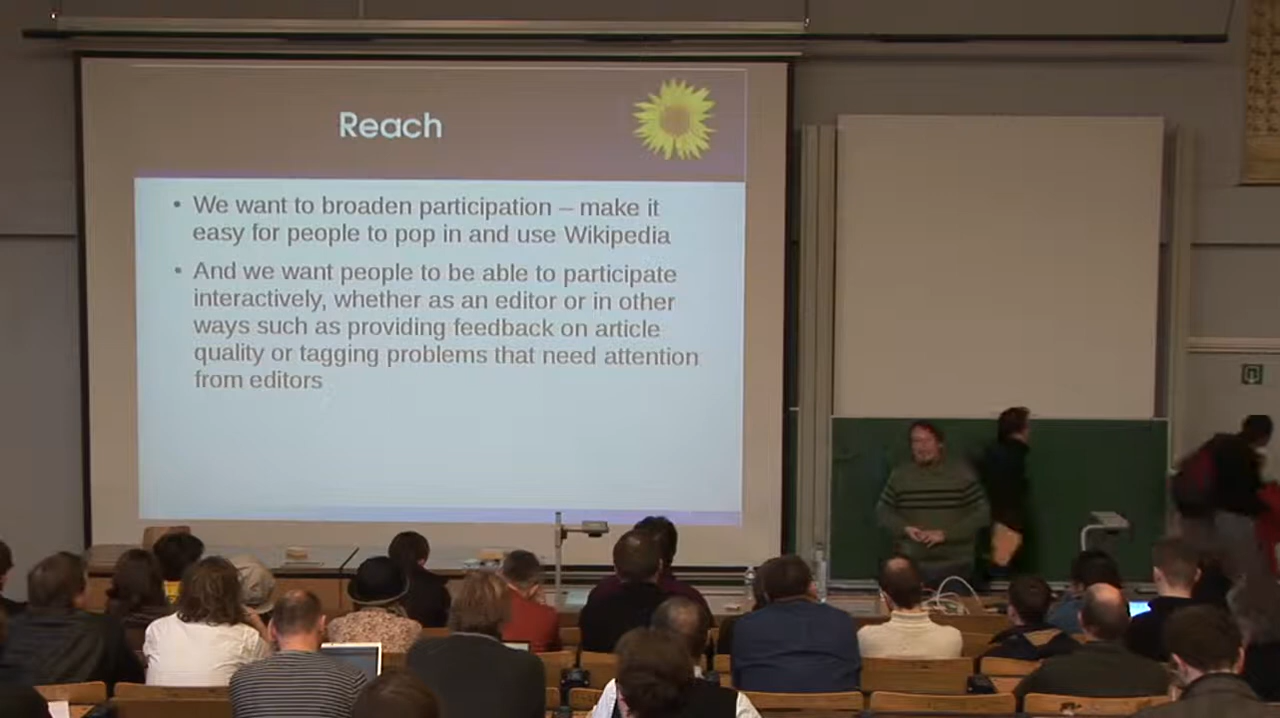 Reach
• We want to broaden participation – make it
easy for people to pop in and use Wikipedia
• And we want people to be able to participate
interactively, whether as an editor or in other
ways such as providing feedback on article
quality or tagging problems that need attention
from editors